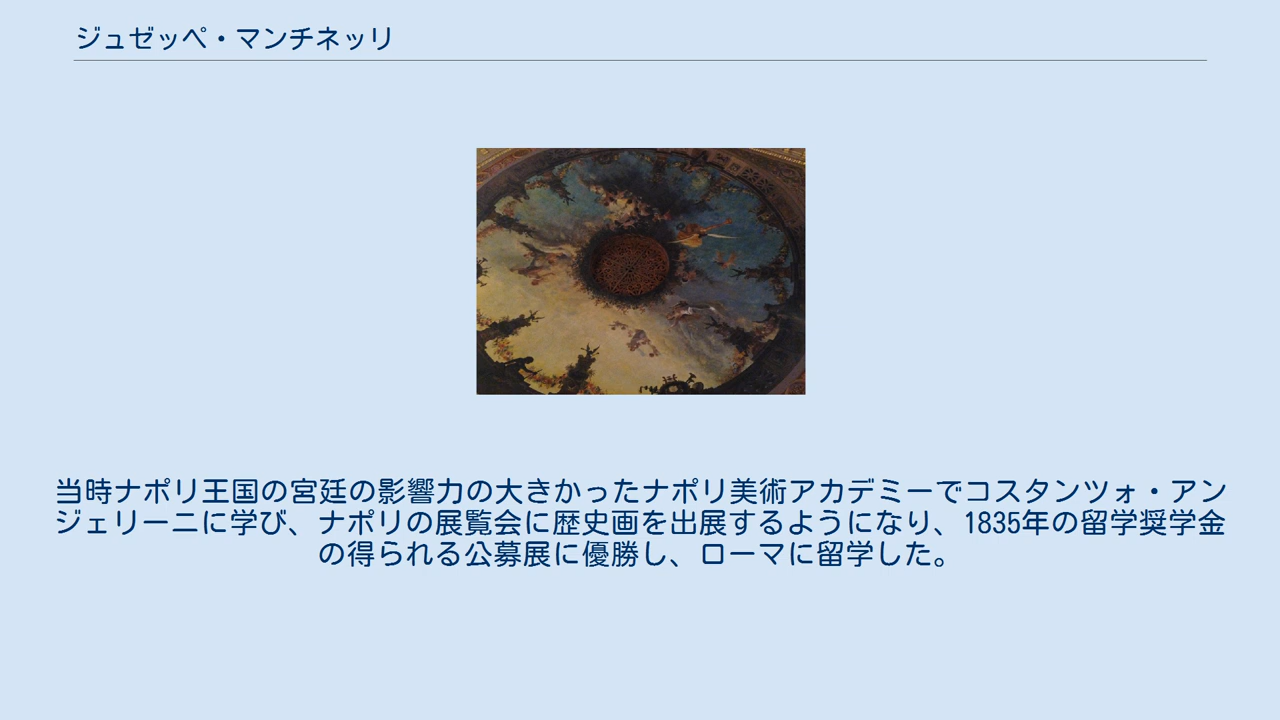 ジュゼッペ・マンチネッリ
当時ナポリ王国の宮廷の影響力の大きかったナポリ美術アカデミーでコスタンツォ・アン
ジェリーニに学び、ナポリの展覧会に歴史画を出展するようになり、1835年の留学奨学金
の得られる公募展に優勝し、ローマに留学した。